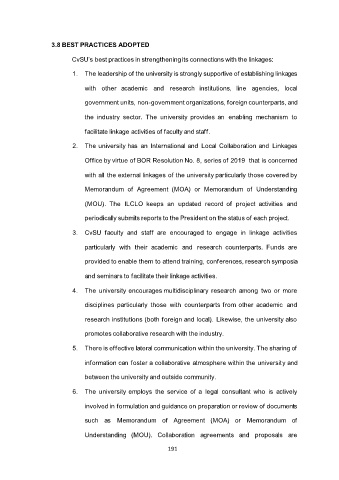 3.8 BEST PRACTICES ADOPTED
CvSU's best practices in strengthening its connections with the linkages:
1. The leadership of the university is strongly supportive of establishing linkages
with other academic and research institutions, line agencies, local
government units, non-government organizations, foreign counterparts, and
the industry sector. The university provides an enabling mechanism to
facilitate linkage activities of faculty and staff.
2. The university has an International and Local Collaboration and Linkages
Office by virtue of BOR Resolution No. 8, series of 2019 that is concerned
with all the external linkages of the university particularly those covered by
Memorandum of Agreement (MOA) or Memorandum of Understanding
(MOU). The ILCLO keeps an updated record of project activities and
periodically submits reports to the President on the status of each project.
3. CvSU faculty and staff are encouraged to engage in linkage activities
particularly with their academic and research counterparts. Funds are
provided to enable them to attend training, conferences, research symposia
and seminars to facilitate their linkage activities.
4. The university encourages multidisciplinary research among two or more
disciplines particularly those with counterparts from other academic and
research institutions (both foreign and local). Likewise, the university also
promotes collaborative research with the industry.
5. There is effective lateral communication within the university. The sharing of
information can foster a collaborative atmosphere within the university and
between the university and outside community.
6. The university employs the service of a legal consultant who is actively
involved in formulation and guidance on preparation or review of documents
such as Memorandum of Agreement (MOA) or Memorandum of
Understanding (MOU). Collaboration agreements and proposals are
191